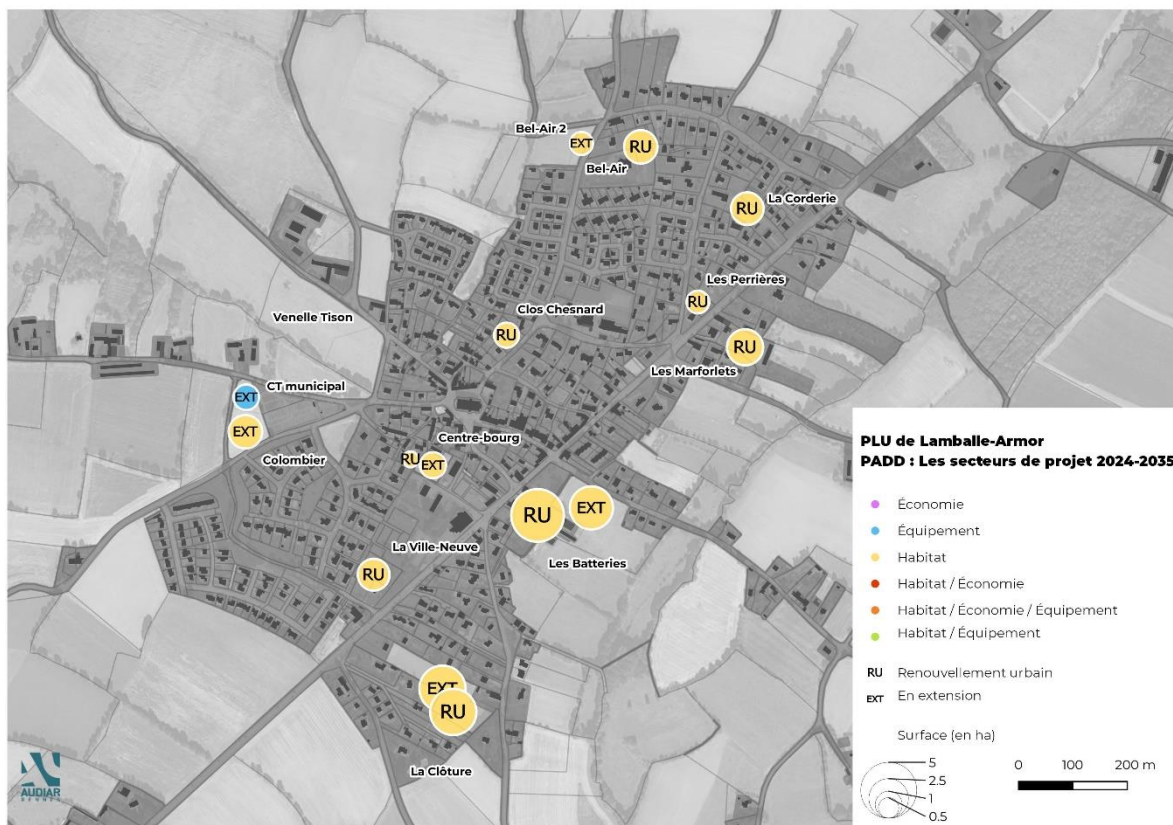 Bel-Air 2
EXT
RU
Bel-Air
La Corderie
RU
Les Perrières
RU
Clos Chesnard
RU
Venelle Tison
RU
Les Marforlets
CT municipal
EXT
EXT
Colombier
Centre-bourg
RU
EXT
RU
EXT
La Ville-Neuve
Les Batteries
RU
EXT
RU
La Clôture
PLU de Lamballe-Armor
PADD : Les secteurs de projet 2024-2035
Économie
Équipement
Habitat
Habitat / Économie
Habitat / Économie / Équipement
Habitat / Équipement
RU Renouvellement urbain
EXT En extension
Surface (en ha)
5
2.5
1
0.5
0 100 200 m
AUDIAR
RENNES